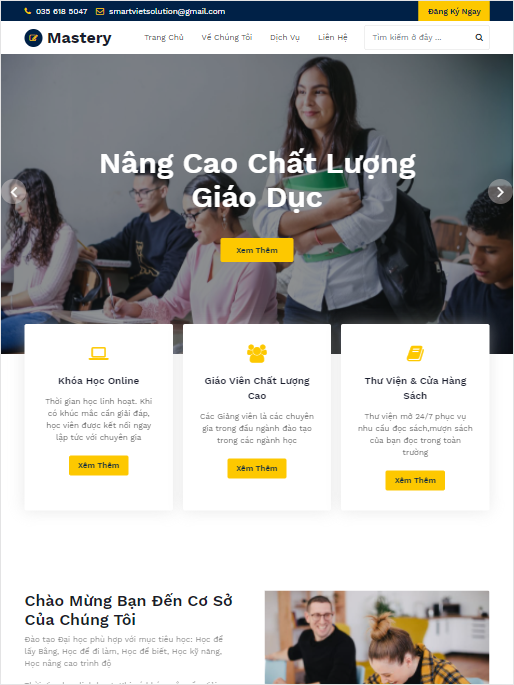 035 618 5047 smartvietsolution@gmail.com Đăng Ký Ngay
Mastery Trang Chủ Về Chúng Tôi Dịch Vụ Liên Hệ Tìm kiếm ở đây ...
Nâng Cao Chất Lượng
Giáo Dục
Xem Thêm
Khóa Học Online
Thời gian học linh hoạt. Khi
có khúc mắc cần giải đáp,
học viên được kết nối ngay
lập tức với chuyên gia
Xêm Thêm
Giáo Viên Chất Lượng
Cao
Các Giảng viên là các chuyên
gia trong đầu ngành đào tạo
trong các ngành học
Xêm Thêm
Thư Viện & Cửa Hàng
Sách
Thư viện mở 24/7 phục vụ
nhu cầu đọc sách,mượn sách
của bạn đọc trong toàn
trường
Xêm Thêm
Chào Mừng Bạn Đến Cơ Sở
Của Chúng Tôi
Đào tạo Đại học phù hợp với mục tiêu học: Học để
lấy Bằng, Học để đi làm, Học để biết, Học kỹ năng,
Học nâng cao trình độ